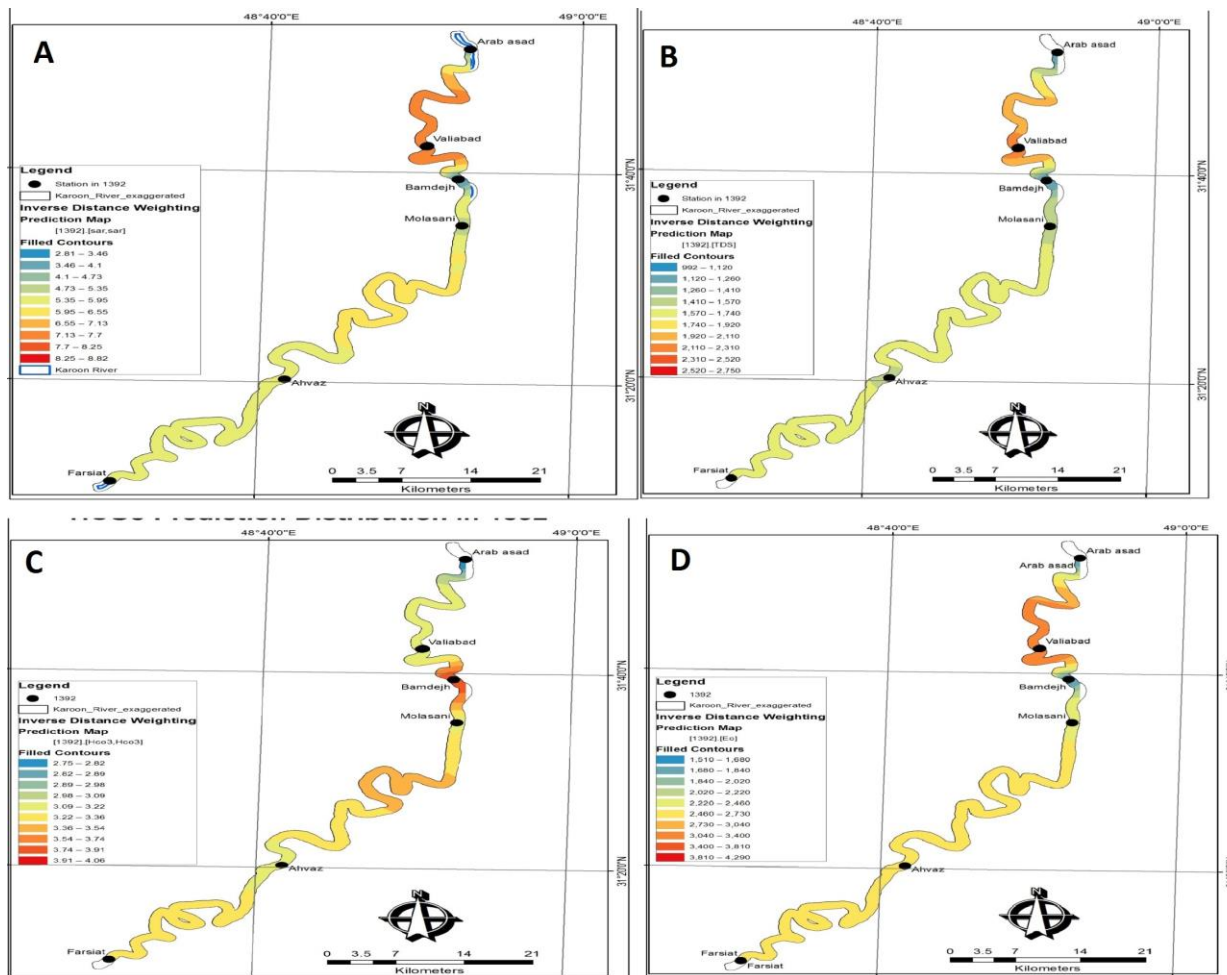 48°40'0"E
49°0'0"E
A
Arab asad
Valiabad
31°40'0"N
Legend
Station in 1392
Karoon_River_exaggerated
Inverse Distance Weighting
Prediction Map
[1392].[sar,sar]
Filled Contours
2.81 – 3.46
3.46 – 4.1
4.1 – 4.73
4.73 – 5.35
5.35 – 5.95
5.95 – 6.55
6.55 – 7.13
7.13 – 7.7
7.7 – 8.25
8.25 – 8.82
Karoon River
Bamdejh
Molasani
Ahvaz
31°20'0"N
Farsiat
N
0 3.5 7 14 21
Kilometers
48°40'0"E
49°0'0"E
B
Arab asad
Valiabad
31°40'0"N
Legend
Station in 1392
Karoon_River_exaggerated
Inverse Distance Weighting
Prediction Map
[1392].[TDS]
Filled Contours
992 – 1,120
1,120 – 1,260
1,260 – 1,410
1,410 – 1,570
1,570 – 1,740
1,740 – 1,920
1,920 – 2,110
2,110 – 2,310
2,310 – 2,520
2,520 – 2,750
Bamdejh
Molasani
Ahvaz
31°20'0"N
Farsiat
N
0 3.5 7 14 21
Kilometers
48°40'0"E
49°0'0"E
C
Arab asad
Valiabad
31°40'0"N
Legend
1392
Karoon_River_exaggerated
Inverse Distance Weighting
Prediction Map
[1392].[Hco3,Hco3]
Filled Contours
2.75 – 2.82
2.82 – 2.89
2.89 – 2.98
2.98 – 3.09
3.09 – 3.22
3.22 – 3.36
3.36 – 3.54
3.54 – 3.74
3.74 – 3.91
3.91 – 4.06
Bamdejh
Molasani
Ahvaz
31°20'0"N
Farsiat
N
0 3.5 7 14 21
Kilometers
48°40'0"E
49°0'0"E
D
Arab asad
Arab asad
Valiabad
Legend
1392
Karoon_River_exaggerated
Inverse Distance Weighting
Prediction Map
[1392].[Ec]
Filled Contours
1,510 – 1,680
1,680 – 1,840
1,840 – 2,020
2,020 – 2,220
2,220 – 2,460
2,460 – 2,730
2,730 – 3,040
3,040 – 3,400
3,400 – 3,810
3,810 – 4,290
Bamdejh
Molasani
Ahvaz
Farsiat
Farsiat
N
0 3.5 7 14 21
Kilometers